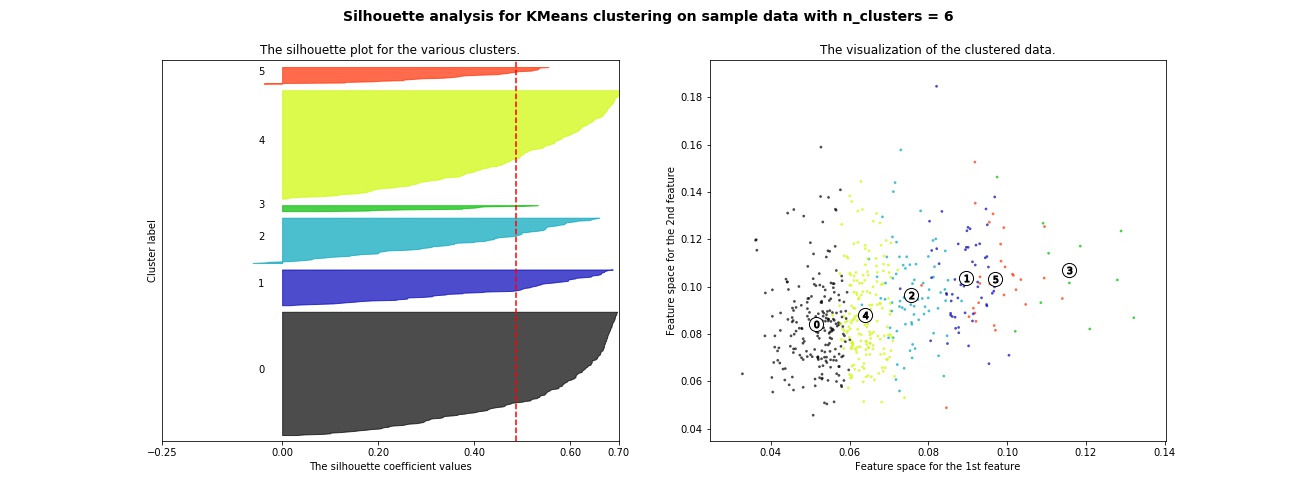 Silhouette analysis for KMeans clustering on sample data with n_clusters = 6
The silhouette plot for the various clusters.
5
4
3
2
1
0
Cluster label
−0.25 0.00 0.20 0.40 0.60 0.70
The silhouette coefficient values
The visualization of the clustered data.
0.18
0.16
0.14
0.12
0.10
0.08
0.06
0.04
Feature space for the 2nd feature
0 4 2 1 5 3
0.04 0.06 0.08 0.10 0.12 0.14
Feature space for the 1st feature